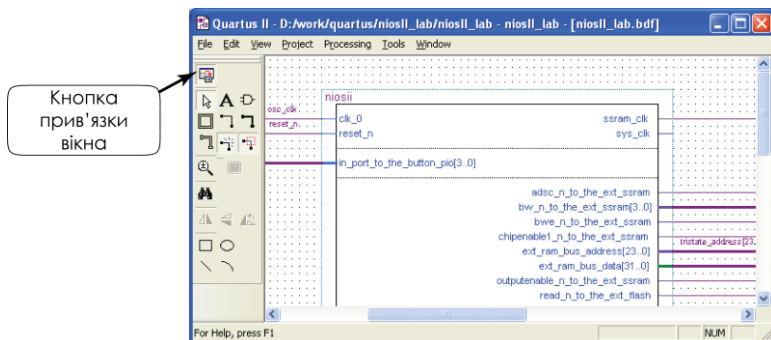 Quartus II - D:/work/quartus/niosII_lab/niosII_lab - niosII_lab - [niosII_lab.bdf]
File Edit View Project Processing Tools Window
Кнопка
прив’язки
вікна
niosii
osc_clk
clk_0
ssram_clk
reset_n
reset_n
sys_clk
in_port_to_the_button_pio[3..0]
adsc_n_to_the_ext_ssram
bw_n_to_the_ext_ssram[3..0]
bwe_n_to_the_ext_ssram
chipenable1_n_to_the_ext_ssram
tristate_address[23..
ext_ram_bus_address[23..0]
ext_ram_bus_data[31..0]
outputenable_n_to_the_ext_ssram
read_n_to_the_ext_flash
For Help, press F1
NUM